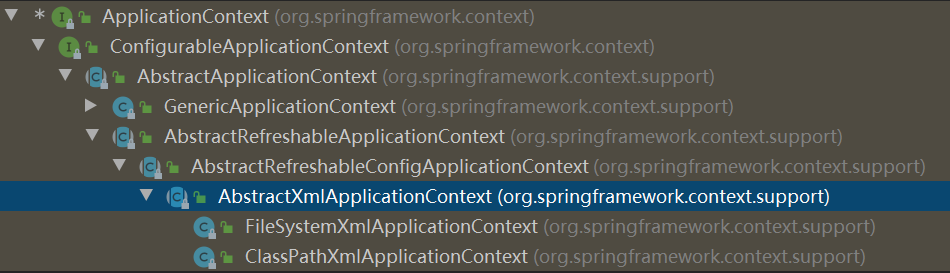 * ApplicationContext (org.springframework.context)
ConfigurableApplicationContext (org.springframework.context)
AbstractApplicationContext (org.springframework.context.support)
GenericApplicationContext (org.springframework.context.support)
AbstractRefreshableApplicationContext (org.springframework.context.support)
AbstractRefreshableConfigApplicationContext (org.springframework.context.support)
AbstractXmlApplicationContext (org.springframework.context.support)
FileSystemXmlApplicationContext (org.springframework.context.support)
ClassPathXmlApplicationContext (org.springframework.context.support)